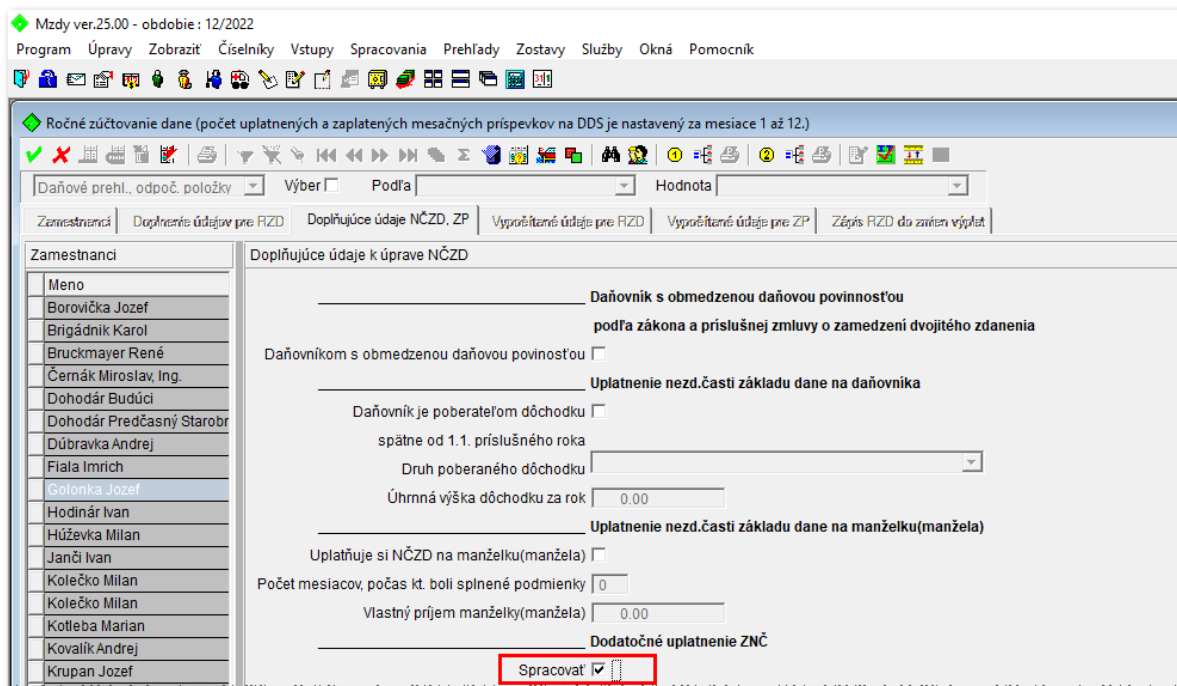 Mzdy ver.25.00 - obdobie : 12/2022
Program Úpravy Zobraziť Číselníky Vstupy Spracovania Prehľady Zostavy Služby Okná Pomocník
Ročné zúčtovanie dane (počet uplatnených a zaplatených mesačných príspevkov na DDS je nastavený za mesiace 1 až 12.)
Daňové prehl., odpoč. položky Výber Podľa Hodnota
Zamestnanci Doplnenie údajov pre RZD Doplňujúce údaje NČZD, ZP Vypočítané údaje pre RZD Vypočítané údaje pre ZP Zápis RZD do zmien výplat
Zamestnanci
Meno
Borovička Jozef
Brigádnik Karol
Bruckmayer René
Černák Miroslav, Ing.
Dohodár Budúci
Dohodár Predčasný Starobr
Dúbravka Andrej
Fiala Imrich
Golonka Jozef
Hodinár Ivan
Húževka Milan
Janči Ivan
Kolečko Milan
Kolečko Milan
Kotleba Marian
Kovalík Andrej
Krupan Jozef
Doplňujúce údaje k úprave NČZD
Daňovník s obmedzenou daňovou povinnosťou
podľa zákona a príslušnej zmluvy o zamedzení dvojitého zdanenia
Daňovníkom s obmedzenou daňovou povinosťou
Uplatnenie nezd.časti základu dane na daňovníka
Daňovník je poberateľom dôchodku
spätne od 1.1. príslušného roka
Druh poberaného dôchodku
Úhrnná výška dôchodku za rok 0.00
Uplatnenie nezd.časti základu dane na manželku(manžela)
Uplatňuje si NČZD na manželku(manžela)
Počet mesiacov, počas kt. boli splnené podmienky 0
Vlastný príjem manželky(manžela) 0.00
Dodatočné uplatnenie ZNČ
Spracovať